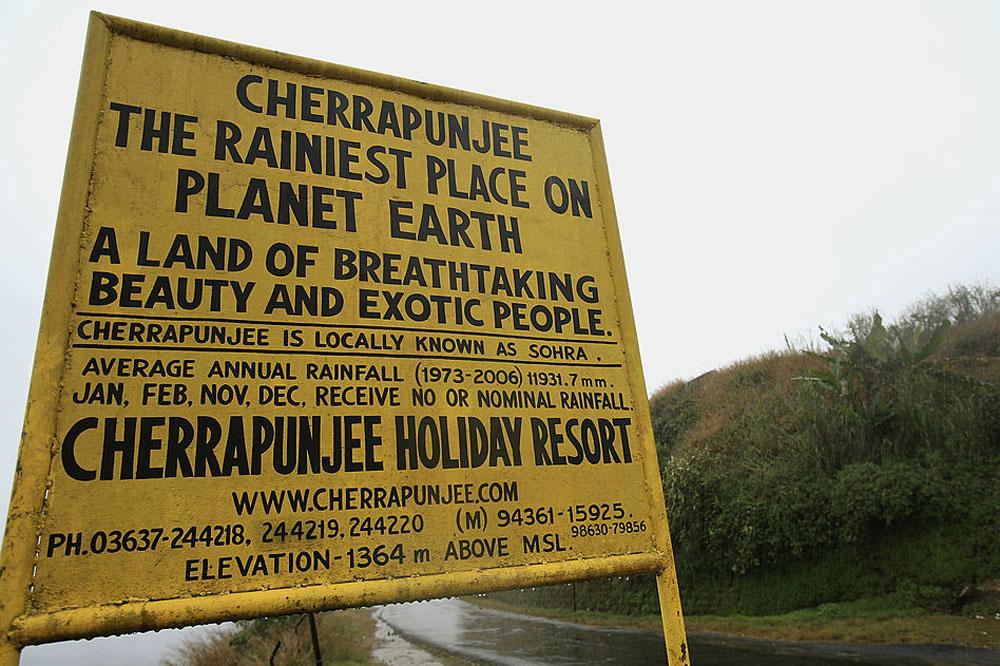 CHERRAPUNJEE
THE RAINIEST PLACE ON
PLANET EARTH
A LAND OF BREATHTAKING
BEAUTY AND EXOTIC PEOPLE.
CHERRAPUNJEE IS LOCALLY KNOWN AS SOHRA .
AVERAGE ANNUAL RAINFALL (1973-2006) 11931.7 mm.
JAN, FEB, NOV, DEC, RECEIVE NO OR NOMINAL RAINFALL.
CHERRAPUNJEE HOLIDAY RESORT
WWW.CHERRAPUNJEE.COM
PH.03637-244218, 244219, 244220 (M) 94361-15925.
98630-79856
ELEVATION-1364 m ABOVE MSL.